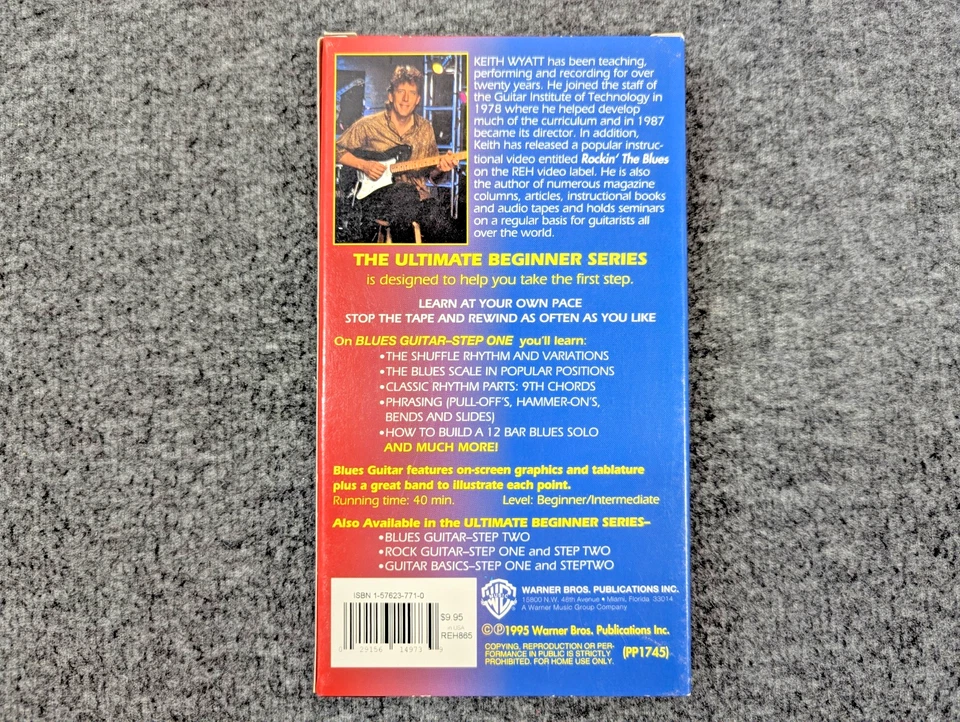 KEITH WYATT has been teaching,
performing and recording for over
twenty years. He joined the staff of
the Guitar Institute of Technology in
1978 where he helped develop
much of the curriculum and in 1987
became its director. In addition,
Keith has released a popular instruc-
tional video entitled Rockin' The Blues
on the REH video label. He is also
the author of numerous magazine
columns, articles, instructional books
and audio tapes and holds seminars
on a regular basis for guitarists all
over the world.
THE ULTIMATE BEGINNER SERIES
is designed to help you take the first step.
LEARN AT YOUR OWN PACE
STOP THE TAPE AND REWIND AS OFTEN AS YOU LIKE
On BLUES GUITAR–STEP ONE you'll learn:
•THE SHUFFLE RHYTHM AND VARIATIONS
•THE BLUES SCALE IN POPULAR POSITIONS
•CLASSIC RHYTHM PARTS: 9TH CHORDS
•PHRASING (PULL-OFF'S, HAMMER-ON'S,
BENDS AND SLIDES)
•HOW TO BUILD A 12 BAR BLUES SOLO
AND MUCH MORE!
Blues Guitar features on-screen graphics and tablature
plus a great band to illustrate each point.
Running time: 40 min. Level: Beginner/Intermediate
Also Available in the ULTIMATE BEGINNER SERIES–
•BLUES GUITAR–STEP TWO
•ROCK GUITAR–STEP ONE and STEP TWO
•GUITAR BASICS–STEP ONE and STEPTWO
ISBN 1-57623-771-0
$9.95
in USA
REH865
0 29156 14973 9
WARNER BROS. PUBLICATIONS INC.
15800 N.W. 48th Avenue • Miami, Florida 33014
A Warner Music Group Company
©℗1995 Warner Bros. Publications Inc.
COPYING, REPRODUCTION OR PER-
FORMANCE IN PUBLIC IS STRICTLY
PROHIBITED. FOR HOME USE ONLY.
(PP1745)